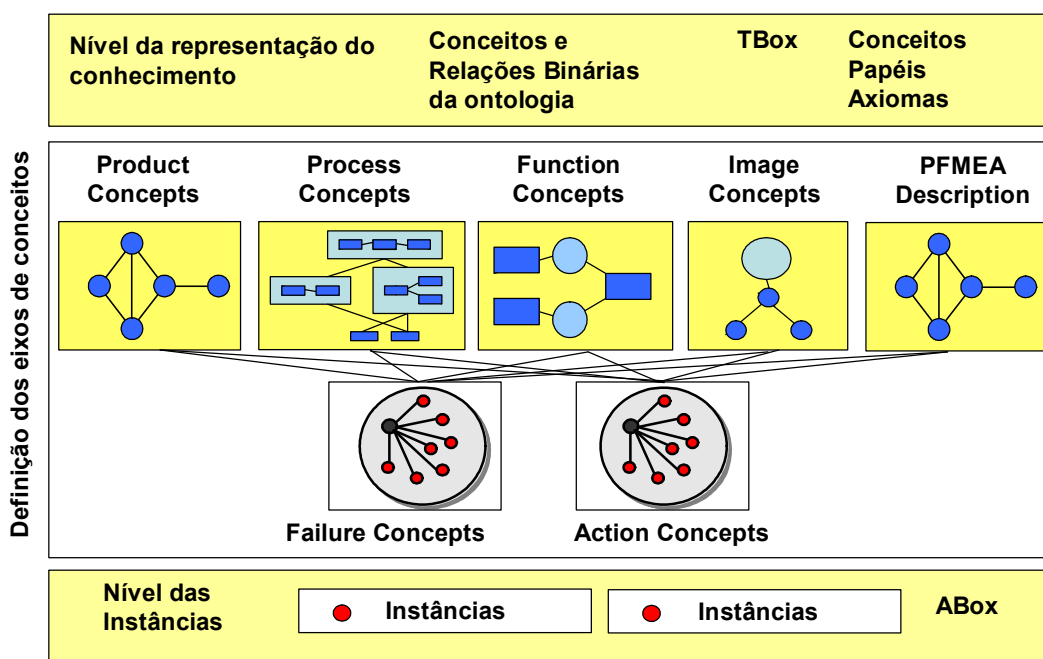 Nível da representação do
conhecimento
Conceitos e
Relações Binárias
da ontologia
TBox
Conceitos
Papéis
Axiomas
Definição dos eixos de conceitos
Product
Concepts
Process
Concepts
Function
Concepts
Image
Concepts
PFMEA
Description
Failure Concepts
Action Concepts
Nível das
Instâncias
Instâncias
Instâncias
ABox